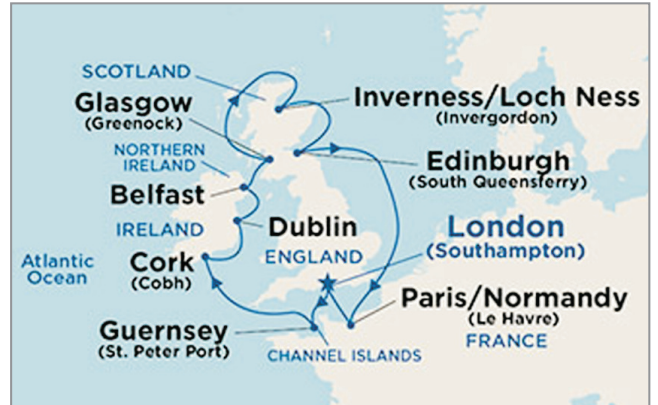 SCOTLAND
Glasgow
(Greenock)
Inverness/Loch Ness
(Invergordon)
NORTHERN
IRELAND
Edinburgh
(South Queensferry)
Belfast
IRELAND
Dublin
ENGLAND
London
(Southampton)
Atlantic
Ocean
Cork
(Cobh)
Paris/Normandy
(Le Havre)
FRANCE
Guernsey
(St. Peter Port)
CHANNEL ISLANDS